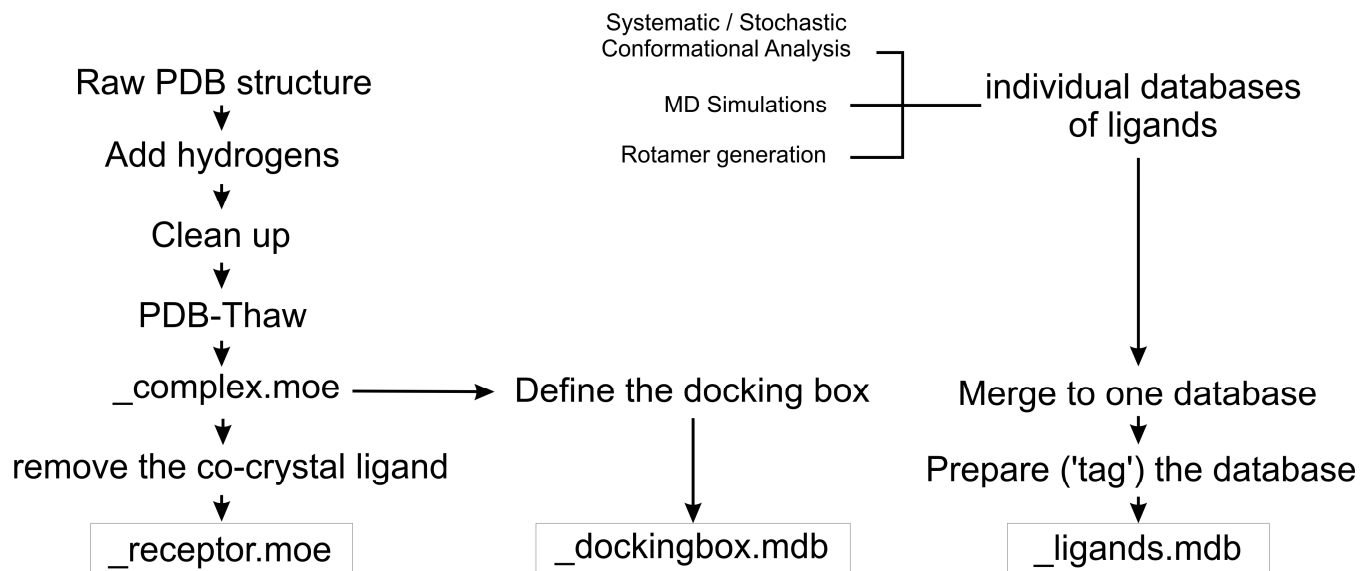 Raw PDB structure
Add hydrogens
Clean up
PDB-Thaw
_complex.moe
remove the co-crystal ligand
_receptor.moe
Define the docking box
_dockingbox.mdb
Systematic / Stochastic
Conformational Analysis
MD Simulations
Rotamer generation
individual databases
of ligands
Merge to one database
Prepare ('tag') the database
_ligands.mdb